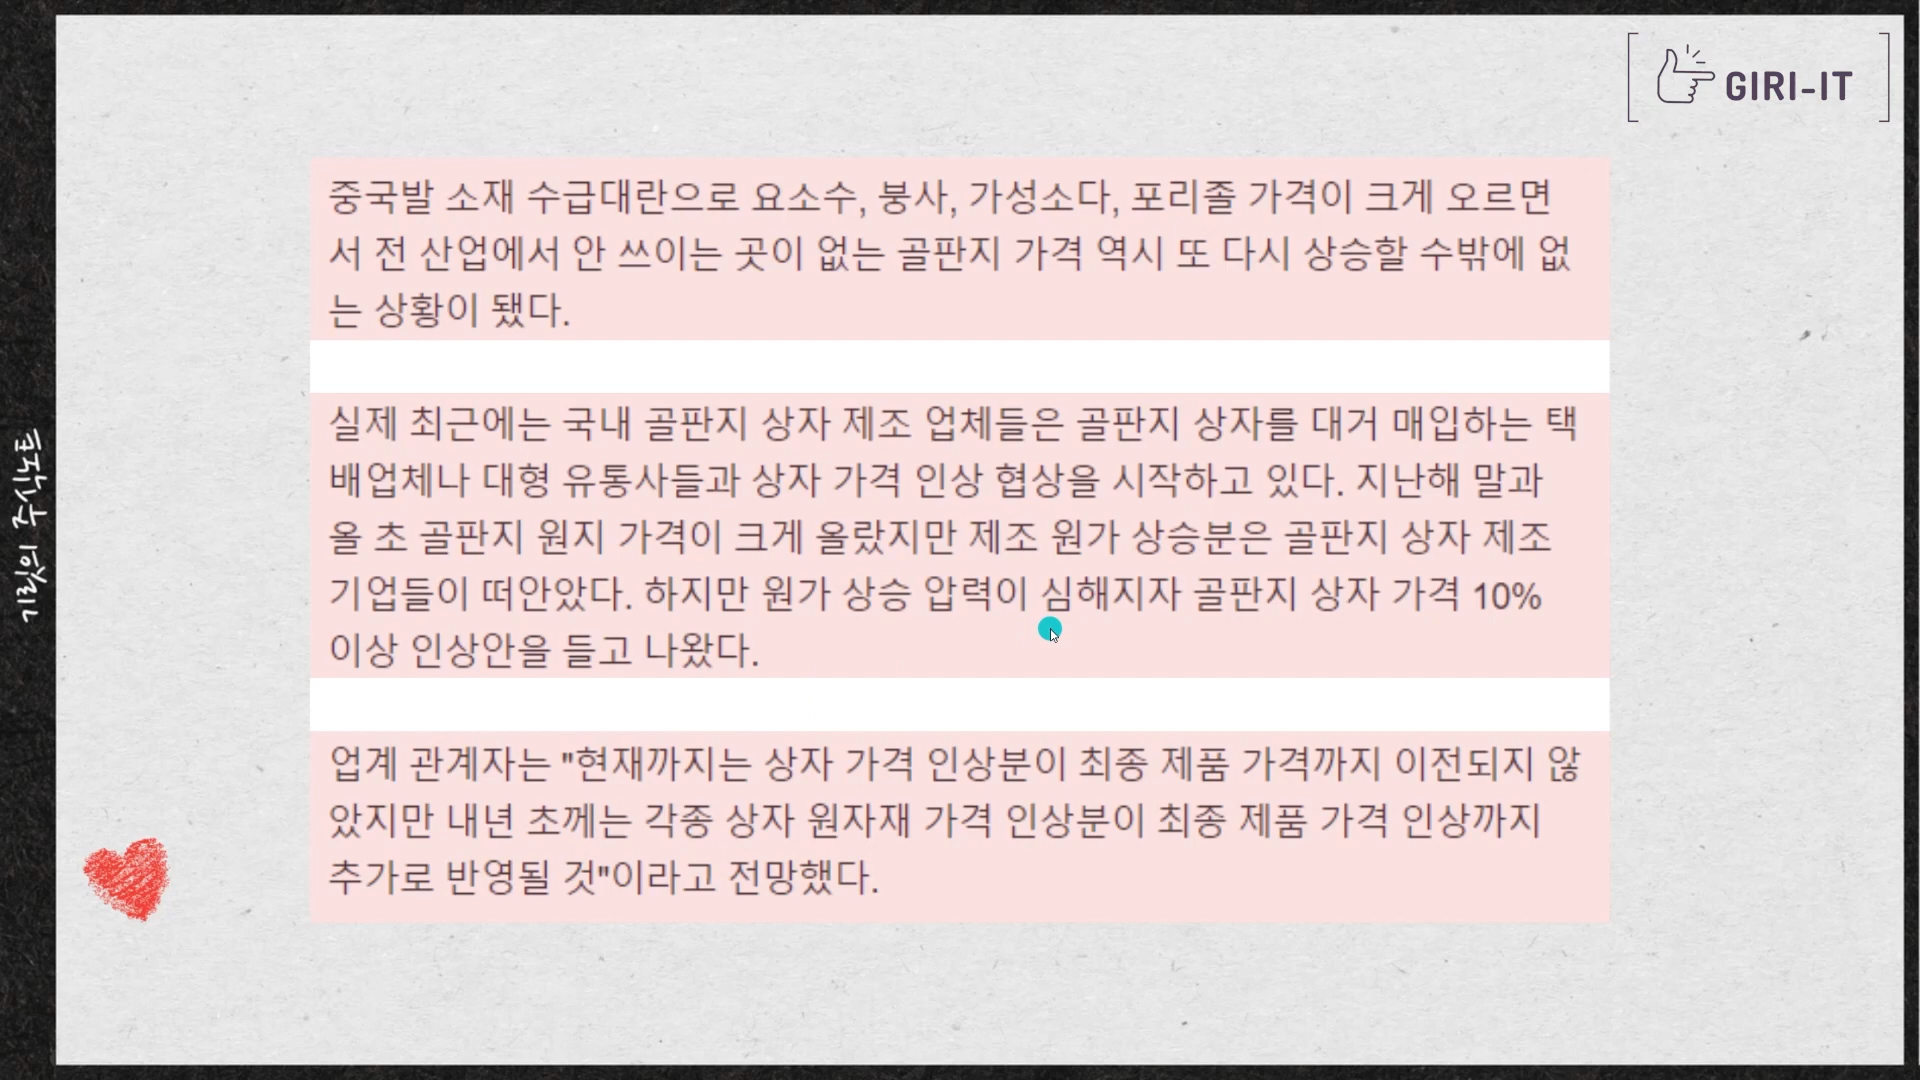 GIRI-IT
중국발 소재 수급대란으로 요소수, 붕사, 가성소다, 포리졸 가격이 크게 오르면
서 전 산업에서 안 쓰이는 곳이 없는 골판지 가격 역시 또 다시 상승할 수밖에 없
는 상황이 됐다.
실제 최근에는 국내 골판지 상자 제조 업체들은 골판지 상자를 대거 매입하는 택
배업체나 대형 유통사들과 상자 가격 인상 협상을 시작하고 있다. 지난해 말과
올 초 골판지 원지 가격이 크게 올랐지만 제조 원가 상승분은 골판지 상자 제조
기업들이 떠안았다. 하지만 원가 상승 압력이 심해지자 골판지 상자 가격 10%
이상 인상안을 들고 나왔다.
업계 관계자는 "현재까지는 상자 가격 인상분이 최종 제품 가격까지 이전되지 않
았지만 내년 초께는 각종 상자 원자재 가격 인상분이 최종 제품 가격 인상까지
추가로 반영될 것"이라고 전망했다.
기릿의 주식노트